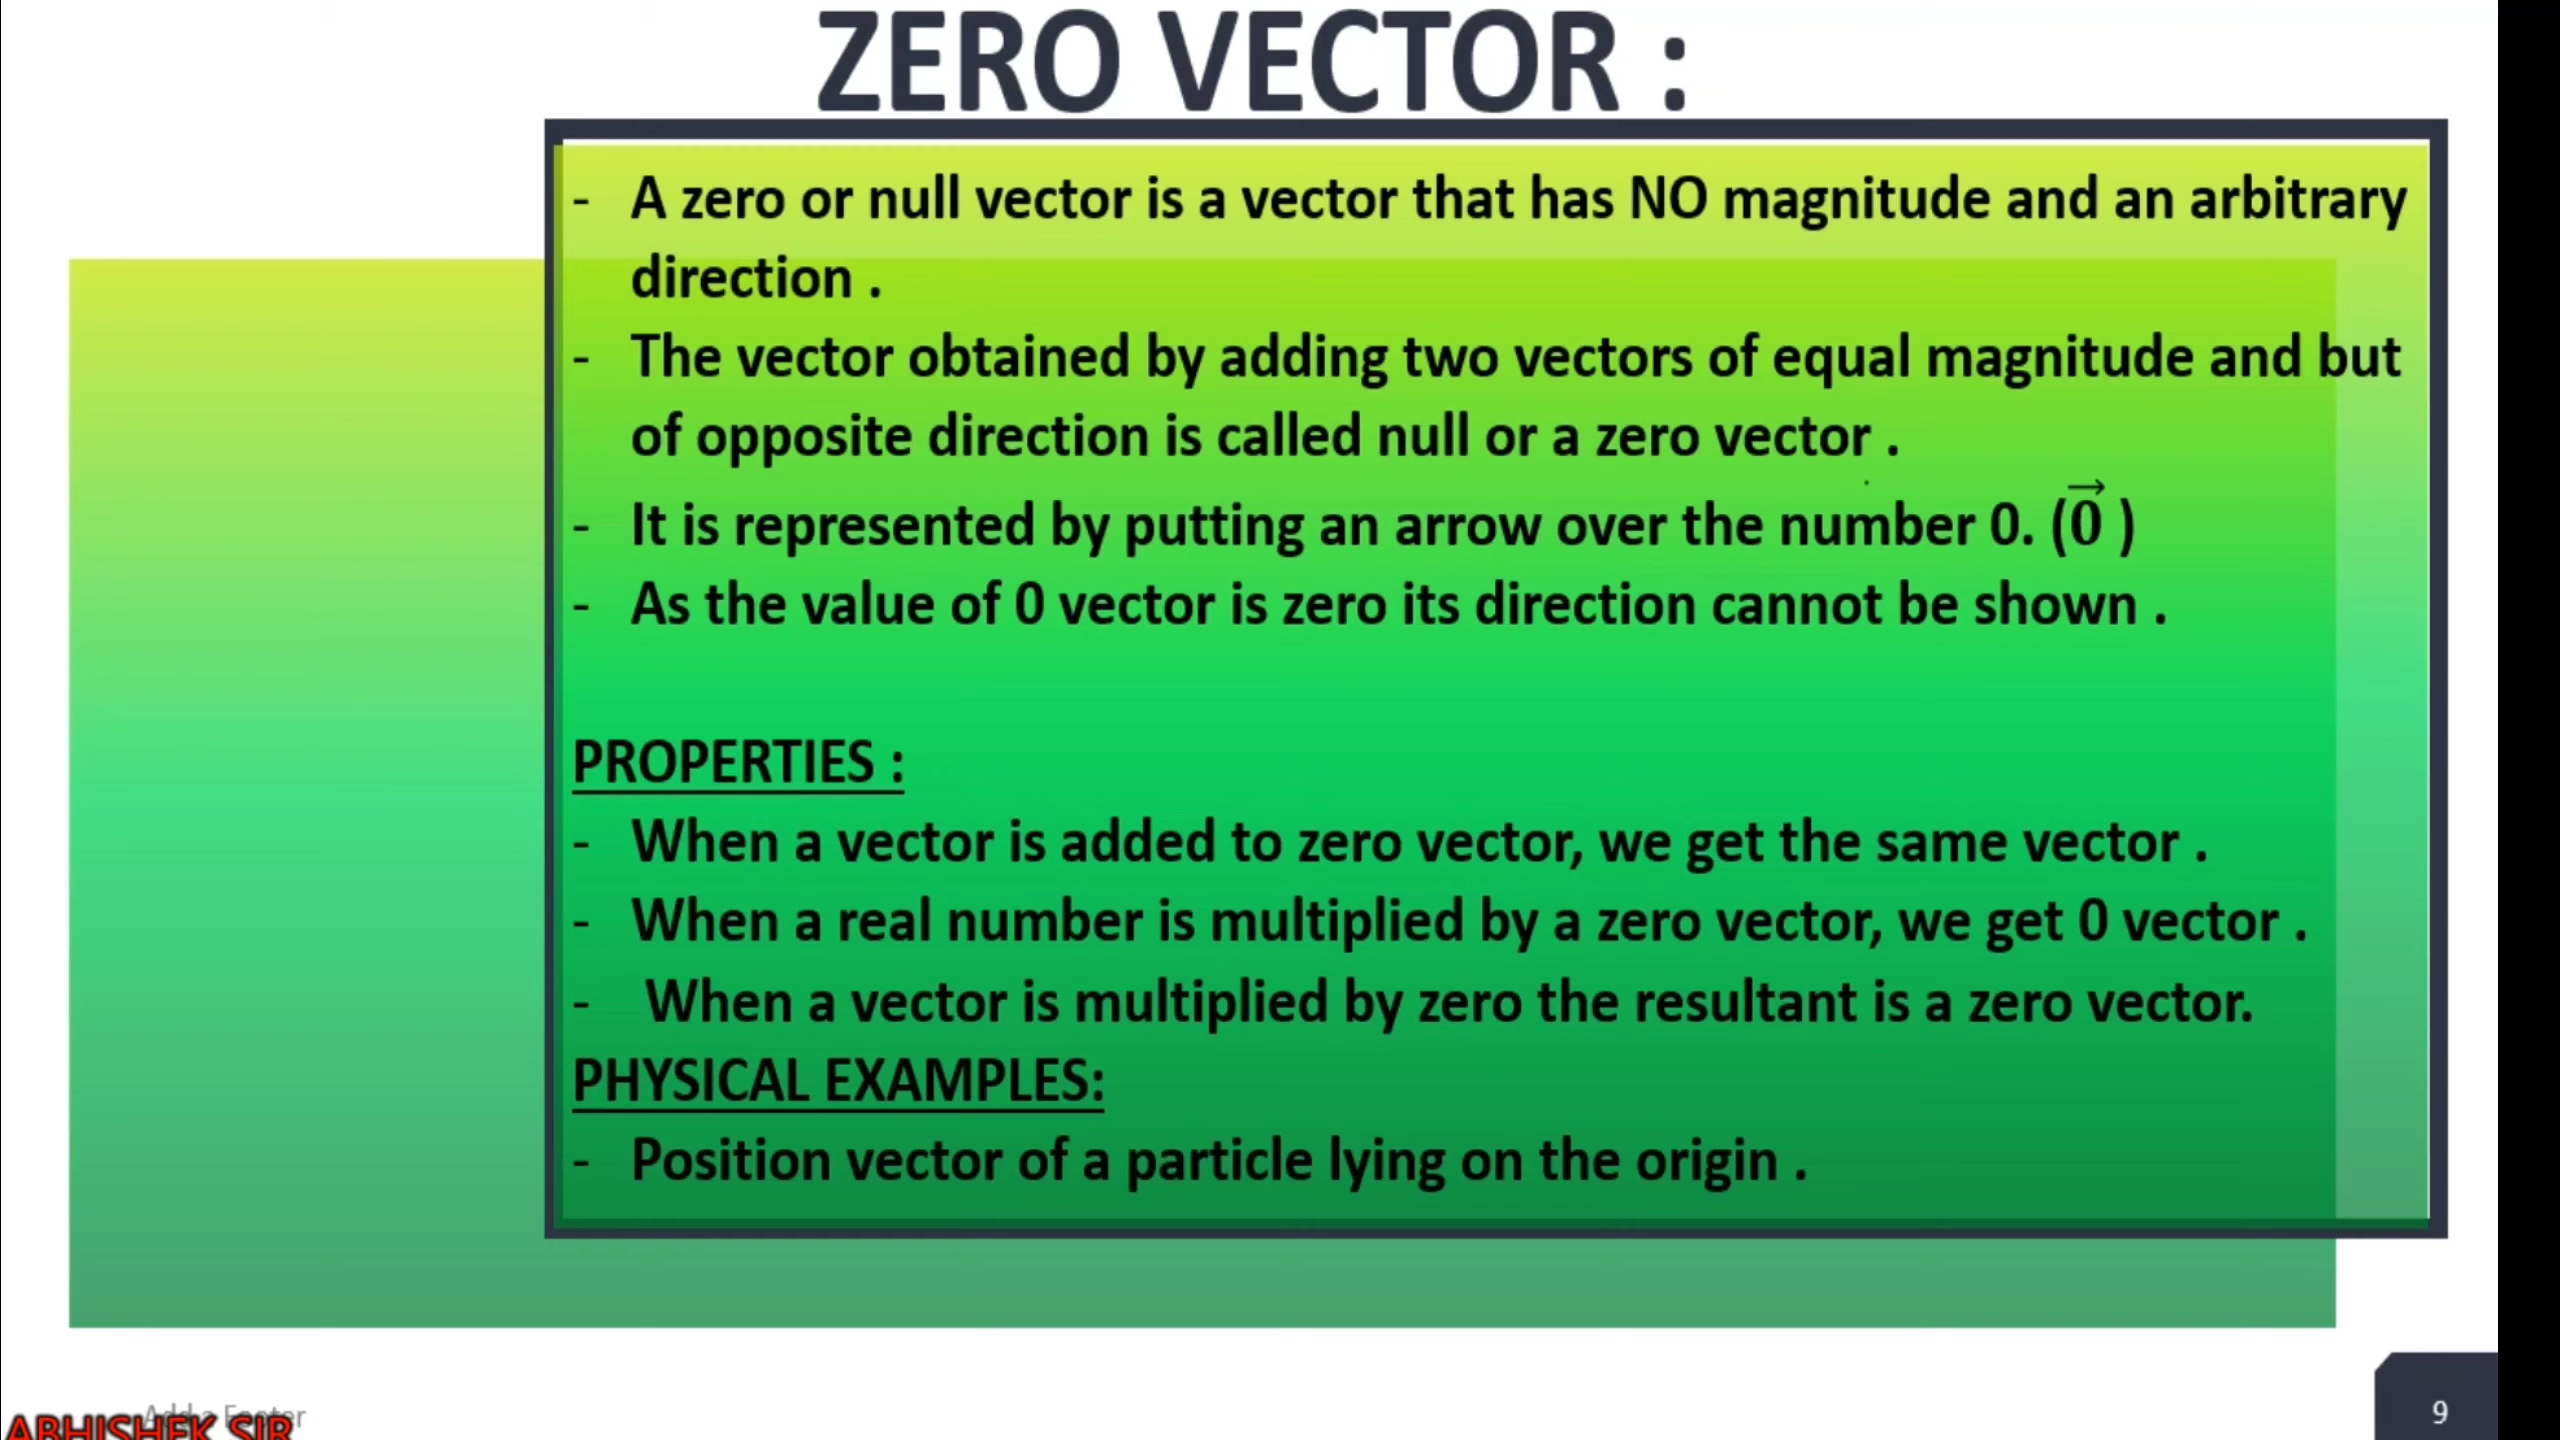 ZERO VECTOR :
- A zero or null vector is a vector that has NO magnitude and an arbitrary
direction .
- The vector obtained by adding two vectors of equal magnitude and but
of opposite direction is called null or a zero vector .
- It is represented by putting an arrow over the number 0. (0⃗ )
- As the value of 0 vector is zero its direction cannot be shown .
PROPERTIES :
- When a vector is added to zero vector, we get the same vector .
- When a real number is multiplied by a zero vector, we get 0 vector .
- When a vector is multiplied by zero the resultant is a zero vector.
PHYSICAL EXAMPLES:
- Position vector of a particle lying on the origin .
Add a Footer
ABHISHEK SIR
9